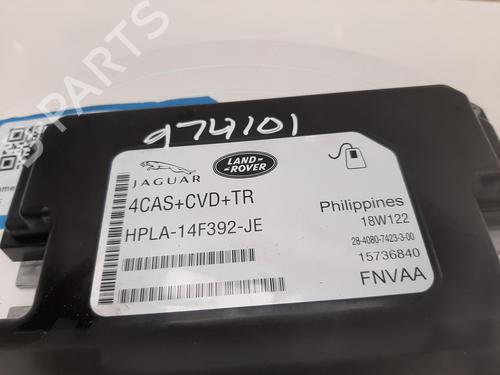 PARTS
974101
JAGUAR
LAND-
ROVER
4CAS+CVD+TR
HPLA-14F392-JE
Philippines
18W122
28-4080-7423-3-00
15736840
FNVAA